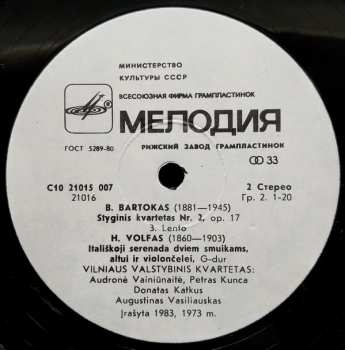 МИНИСТЕРСТВО
КУЛЬТУРЫ СССР
ВСЕСОЮЗНАЯ ФИРМА ГРАМПЛАСТИНОК
МЕЛОДИЯ
ГОСТ 5289-80
РИЖСКИЙ ЗАВОД ГРАМПЛАСТИНОК
33
С10 21015 007
21016
2 Стерео
Гр. 2. 1-20
B. BARTOKAS (1881—1945)
Styginis kvartetas Nr. 2, op. 17
3. Lento
H. VOLFAS (1860—1903)
Itališkoji serenada dviem smuikams,
altui ir violončelei, G-dur
VILNIAUS VALSTYBINIS KVARTETAS:
Audronė Vainiūnaitė, Petras Kunca
Donatas Katkus
Augustinas Vasiliauskas
Įrašyta 1983, 1973 m.